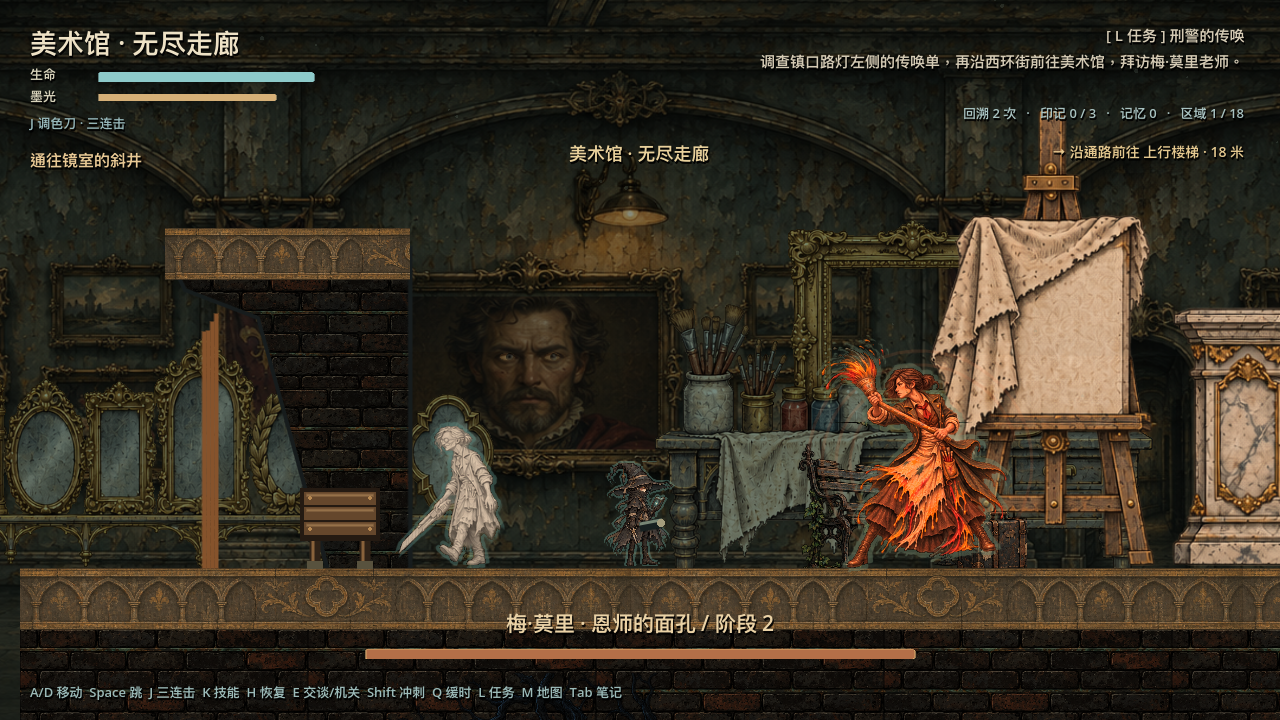 美术馆 · 无尽走廊
生命
墨光
J 调色刀 · 三连击
通往镜室的斜井
[ L 任务 ] 刑警的传唤
调查镇口路灯左侧的传唤单，再沿西环街前往美术馆，拜访梅·莫里老师。
回溯 2 次 · 印记 0 / 3 · 记忆 0 · 区域 1 / 18
→ 沿通路前往 上行楼梯 · 18 米
美术馆 · 无尽走廊
梅·莫里 · 恩师的面孔 / 阶段 2
A/D 移动 Space 跳 J 三连击 K 技能 H 恢复 E 交谈/机关 Shift 冲刺 Q 缓时 L 任务 M 地图 Tab 笔记